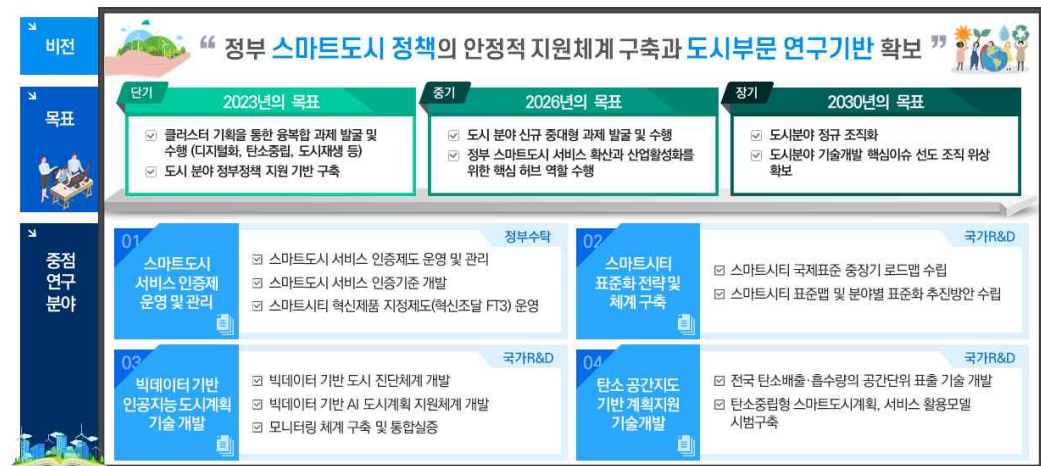 비전
“ 정부 스마트도시 정책의 안정적 지원체계 구축과 도시부문 연구기반 확보 ”
목표
단기
2023년의 목표
클러스터 기획을 통한 융복합 과제 발굴 및
수행 (디지털화, 탄소중립, 도시재생 등)
도시 분야 정부정책 지원 기반 구축
중기
2026년의 목표
도시 분야 신규 중대형 과제 발굴 및 수행
정부 스마트도시 서비스 확산과 산업활성화를
위한 핵심 허브 역할 수행
장기
2030년의 목표
도시분야 정규 조직화
도시분야 기술개발 핵심이슈 선도 조직 위상
확보
중점
연구
분야
01
스마트도시
서비스 인증제
운영 및 관리
정부수탁
스마트도시 서비스 인증제도 운영 및 관리
스마트도시 서비스 인증기준 개발
스마트시티 혁신제품 지정제도(혁신조달 FT3) 운영
02
스마트시티
표준화 전략 및
체계 구축
국가R&D
스마트시티 국제표준 중장기 로드맵 수립
스마트시티 표준맵 및 분야별 표준화 추진방안 수립
03
빅데이터 기반
인공지능 도시계획
기술 개발
국가R&D
빅데이터 기반 도시 진단체계 개발
빅데이터 기반 AI 도시계획 지원체계 개발
모니터링 체계 구축 및 통합실증
04
탄소 공간지도
기반 계획지원
기술개발
국가R&D
전국 탄소배출·흡수량의 공간단위 표출 기술 개발
탄소중립형 스마트도시계획, 서비스 활용모델
시범구축